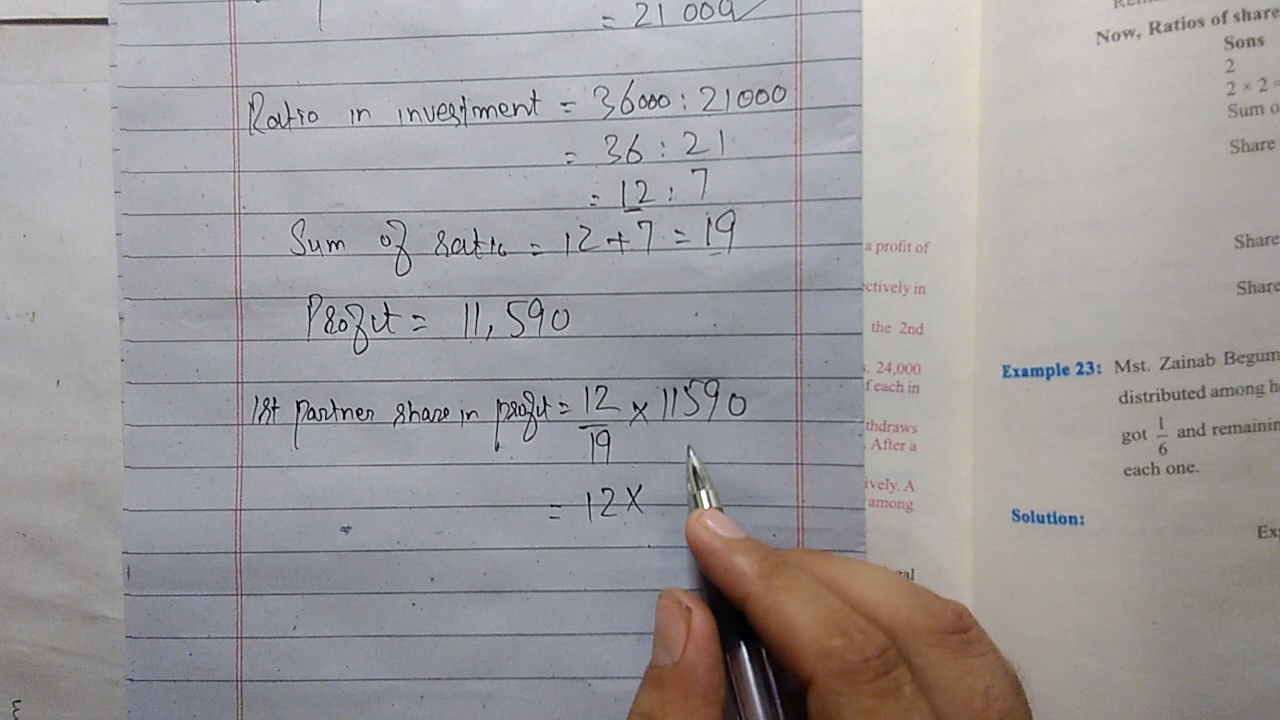 = 21000
Ratio in investment = 36000 : 21000
= 36 : 21
= 12 : 7
Sum of ratio = 12 + 7 = 19
Profit = 11,590
1st partner share in profit = 12/19 × 11590
= 12 ×
a profit of
ctively in
the 2nd
. 24,000
f each in
thdraws
. After a
ively. A
among
Now, Ratios of share
Sons
2
2 × 2
Sum o
Share
Share
Share
Example 23: Mst. Zainab Begum
distributed among h
got 1/6 and remainin
each one.
Solution:
Ex